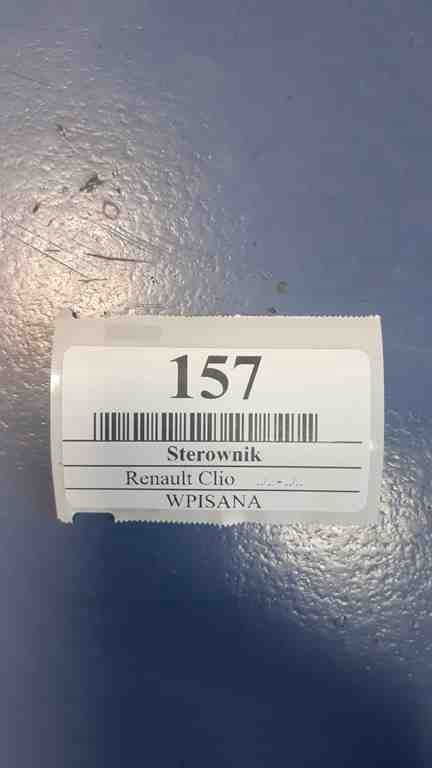 157
Sterownik
Renault Clio
WPISANA